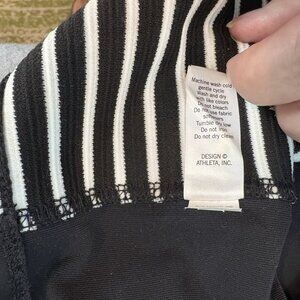 Machine wash cold
gentle cycle
Wash and dry
with like colors
Do not bleach
Do not use fabric
softeners
Tumble dry low
Do not iron
Do not dry clean
DESIGN ©
ATHLETA, INC.